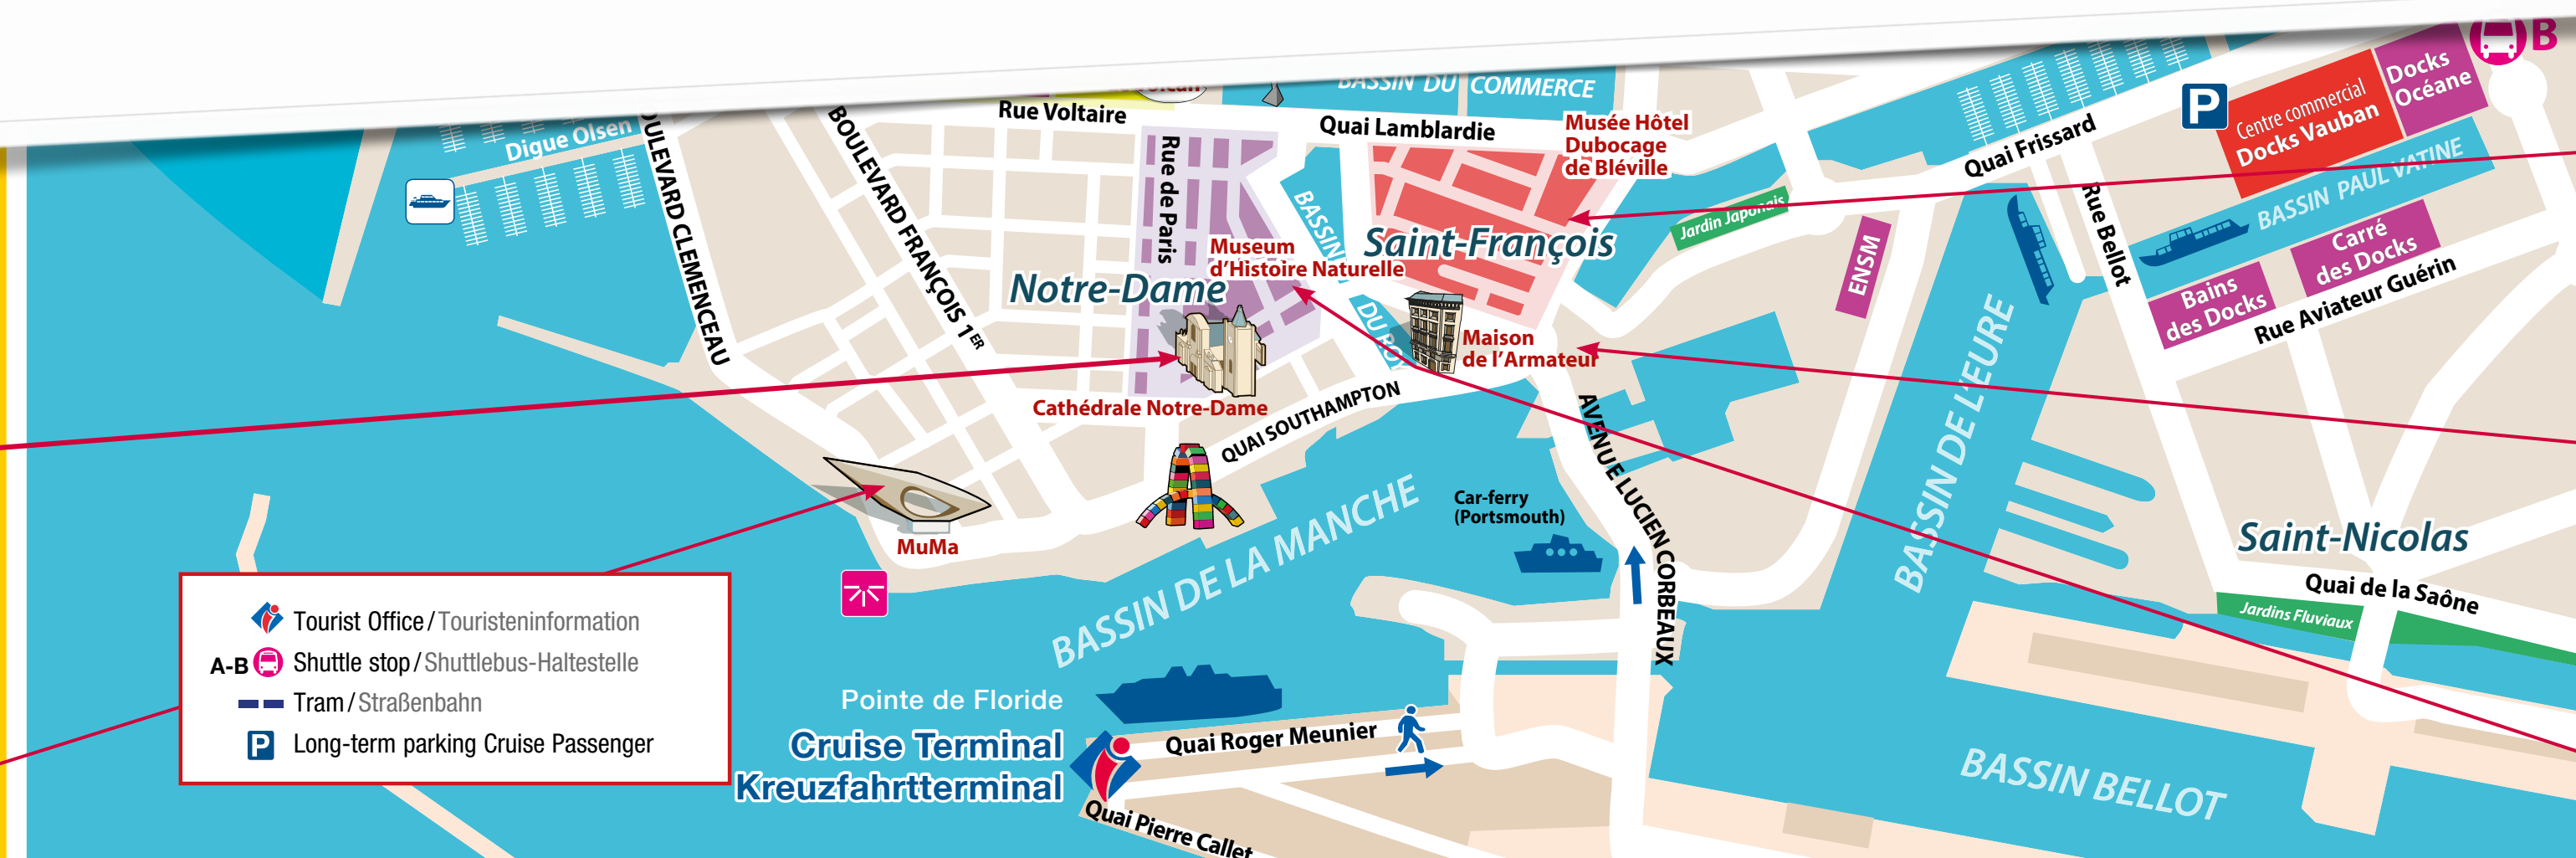 B
BASSIN DU COMMERCE
Docks
Océane
Centre commercial
Docks Vauban
P
Rue Voltaire
Quai Lamblardie
Musée Hôtel
Dubocage
de Bléville
Digue Olsen
BOULEVARD FRANÇOIS 1ER
CLEMENCEAU
Rue de Paris
BASSIN
DU ROY
Quai Frissard
BASSIN PAUL VATINE
Rue Bellot
Jardin Japonais
Saint-François
Museum
d'Histoire Naturelle
ENSM
Carré
des Docks
Bains
des Docks
Rue Aviateur Guérin
Notre-Dame
Maison
de l'Armateur
Cathédrale Notre-Dame
QUAI SOUTHAMPTON
AVENUE LUCIEN CORBEAUX
BASSIN DE L'EURE
MuMa
BASSIN DE LA MANCHE
Car-ferry
(Portsmouth)
Saint-Nicolas
Quai de la Saône
Jardins Fluviaux
Tourist Office/Touristeninformation
A-B Shuttle stop/Shuttlebus-Haltestelle
Tram/Straßenbahn
P Long-term parking Cruise Passenger
Pointe de Floride
Cruise Terminal
Kreuzfahrtterminal
Quai Roger Meunier
Quai Pierre Callet
BASSIN BELLOT